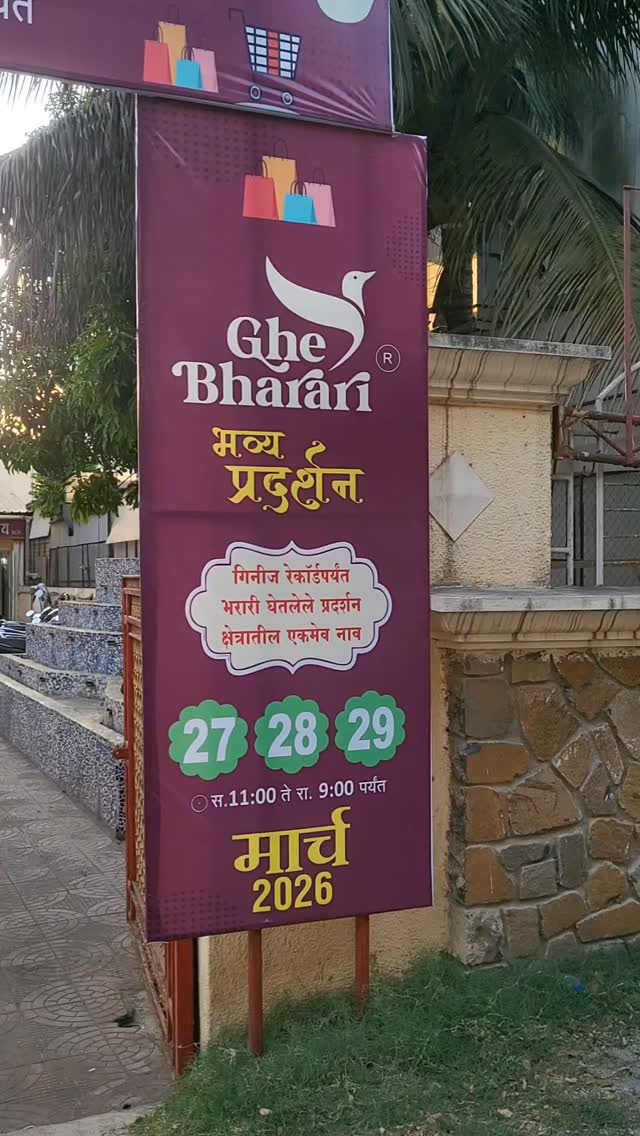 Ghe
Bharari
R
भव्य
प्रदर्शन
गिनीज रेकॉर्डपर्यंत
भरारी घेतलेले प्रदर्शन
क्षेत्रातील एकमेव नाव
27 28 29
स.11:00 ते रा. 9:00 पर्यंत
मार्च
2026